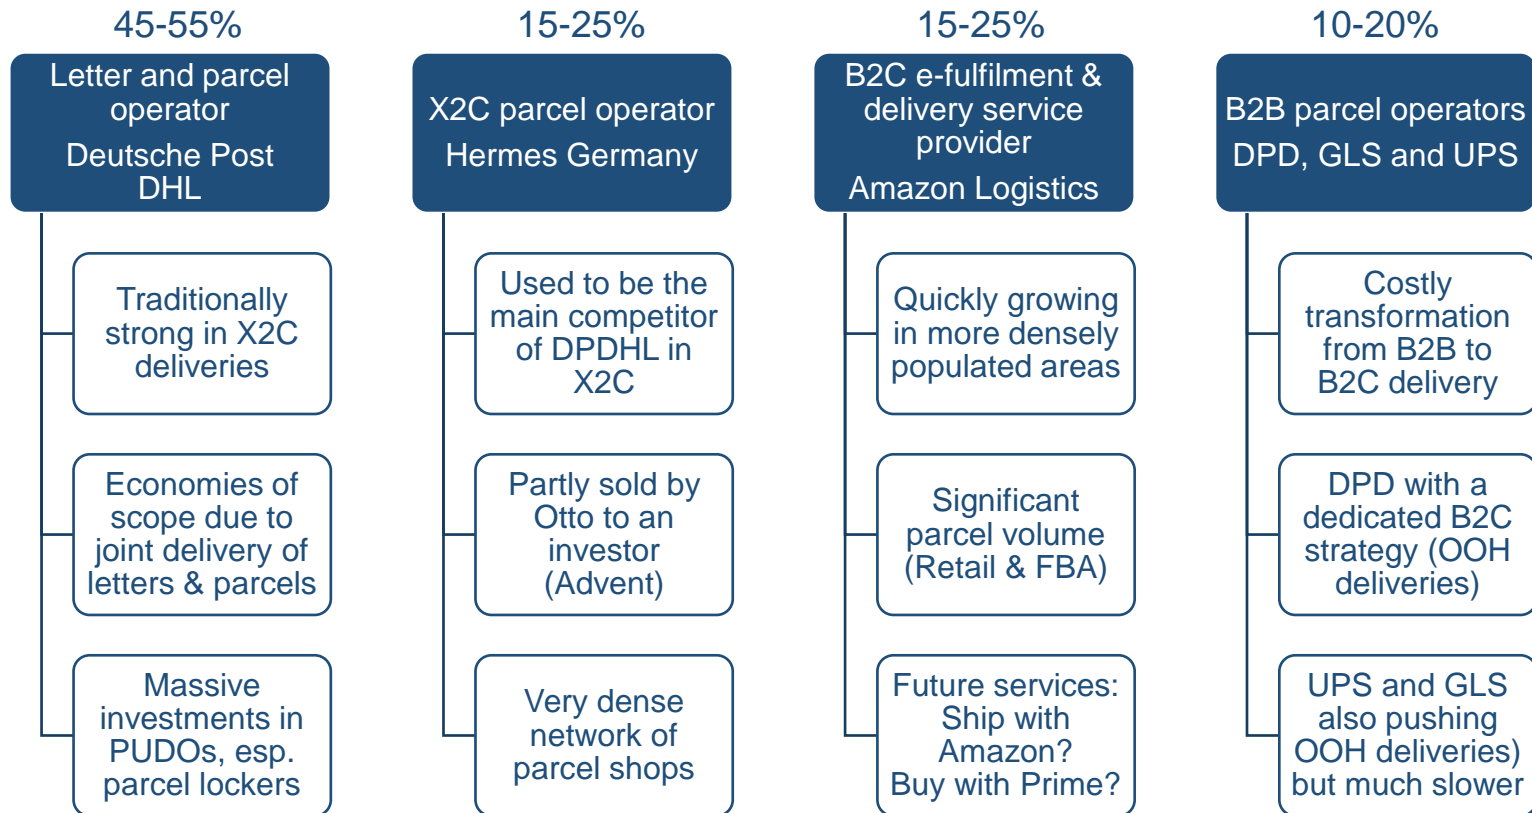 45-55%
Letter and parcel
operator
Deutsche Post
DHL
Traditionally
strong in X2C
deliveries
Economies of
scope due to
joint delivery of
letters & parcels
Massive
investments in
PUDOs, esp.
parcel lockers
15-25%
X2C parcel operator
Hermes Germany
Used to be the
main competitor
of DPDHL in
X2C
Partly sold by
Otto to an
investor
(Advent)
Very dense
network of
parcel shops
15-25%
B2C e-fulfilment &
delivery service
provider
Amazon Logistics
Quickly growing
in more densely
populated areas
Significant
parcel volume
(Retail & FBA)
Future services:
Ship with
Amazon?
Buy with Prime?
10-20%
B2B parcel operators
DPD, GLS and UPS
Costly
transformation
from B2B to
B2C delivery
DPD with a
dedicated B2C
strategy (OOH
deliveries)
UPS and GLS
also pushing
OOH deliveries)
but much slower